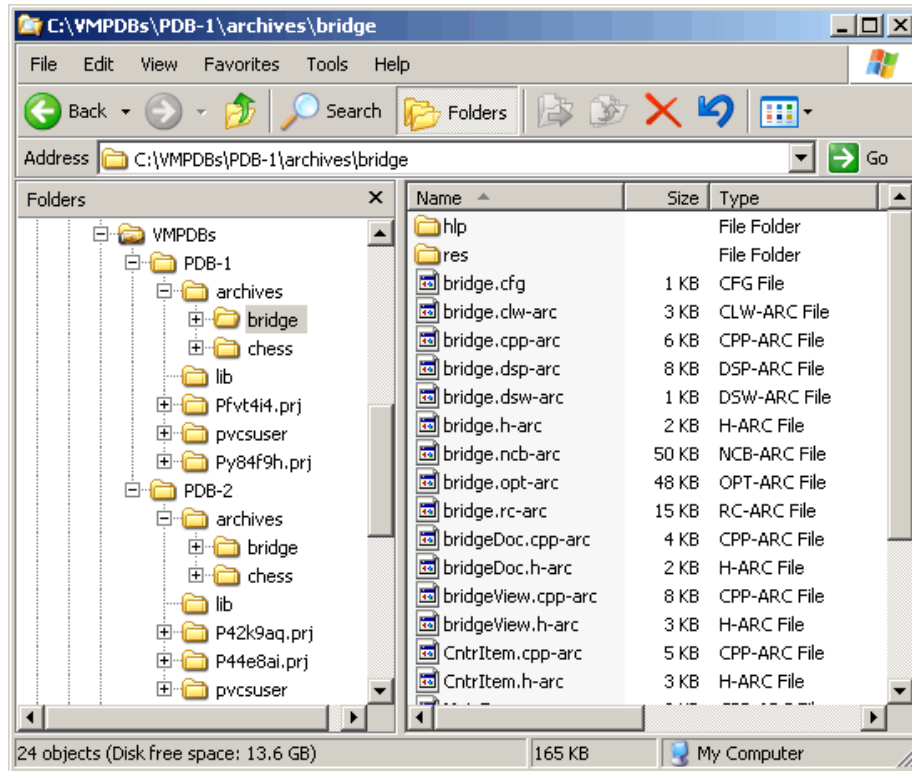 C:\VMPDBs\PDB-1\archives\bridge
File Edit View Favorites Tools Help
Back Search Folders
Address C:\VMPDBs\PDB-1\archives\bridge Go
Folders
VMPDBs
PDB-1
archives
bridge
chess
lib
Pfvt4i4.prj
pvcsuser
Py84f9h.prj
PDB-2
archives
bridge
chess
lib
P42k9aq.prj
P44e8ai.prj
pvcsuser
Name Size Type
hlp File Folder
res File Folder
bridge.cfg 1 KB CFG File
bridge.clw-arc 3 KB CLW-ARC File
bridge.cpp-arc 6 KB CPP-ARC File
bridge.dsp-arc 8 KB DSP-ARC File
bridge.dsw-arc 1 KB DSW-ARC File
bridge.h-arc 2 KB H-ARC File
bridge.ncb-arc 50 KB NCB-ARC File
bridge.opt-arc 48 KB OPT-ARC File
bridge.rc-arc 15 KB RC-ARC File
bridgeDoc.cpp-arc 4 KB CPP-ARC File
bridgeDoc.h-arc 2 KB H-ARC File
bridgeView.cpp-arc 8 KB CPP-ARC File
bridgeView.h-arc 3 KB H-ARC File
CntrItem.cpp-arc 5 KB CPP-ARC File
CntrItem.h-arc 3 KB H-ARC File
24 objects (Disk free space: 13.6 GB) 165 KB My Computer